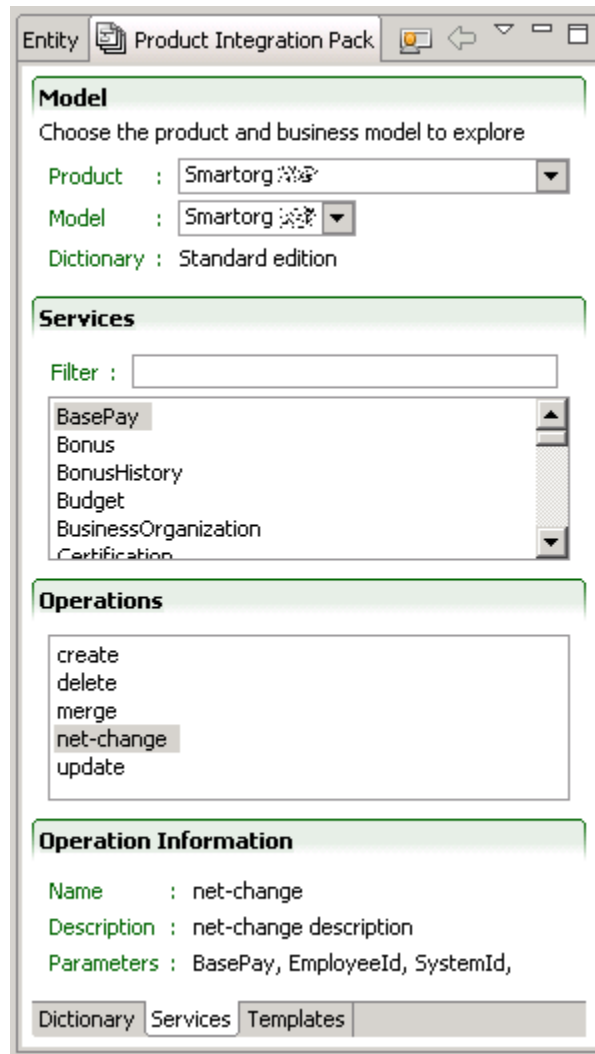 Entity Product Integration Pack
Model
Choose the product and business model to explore
Product : Smartorg
Model : Smartorg
Dictionary : Standard edition
Services
Filter :
BasePay
Bonus
BonusHistory
Budget
BusinessOrganization
Certification
Operations
create
delete
merge
net-change
update
Operation Information
Name : net-change
Description : net-change description
Parameters : BasePay, EmployeeId, SystemId,
Dictionary Services Templates